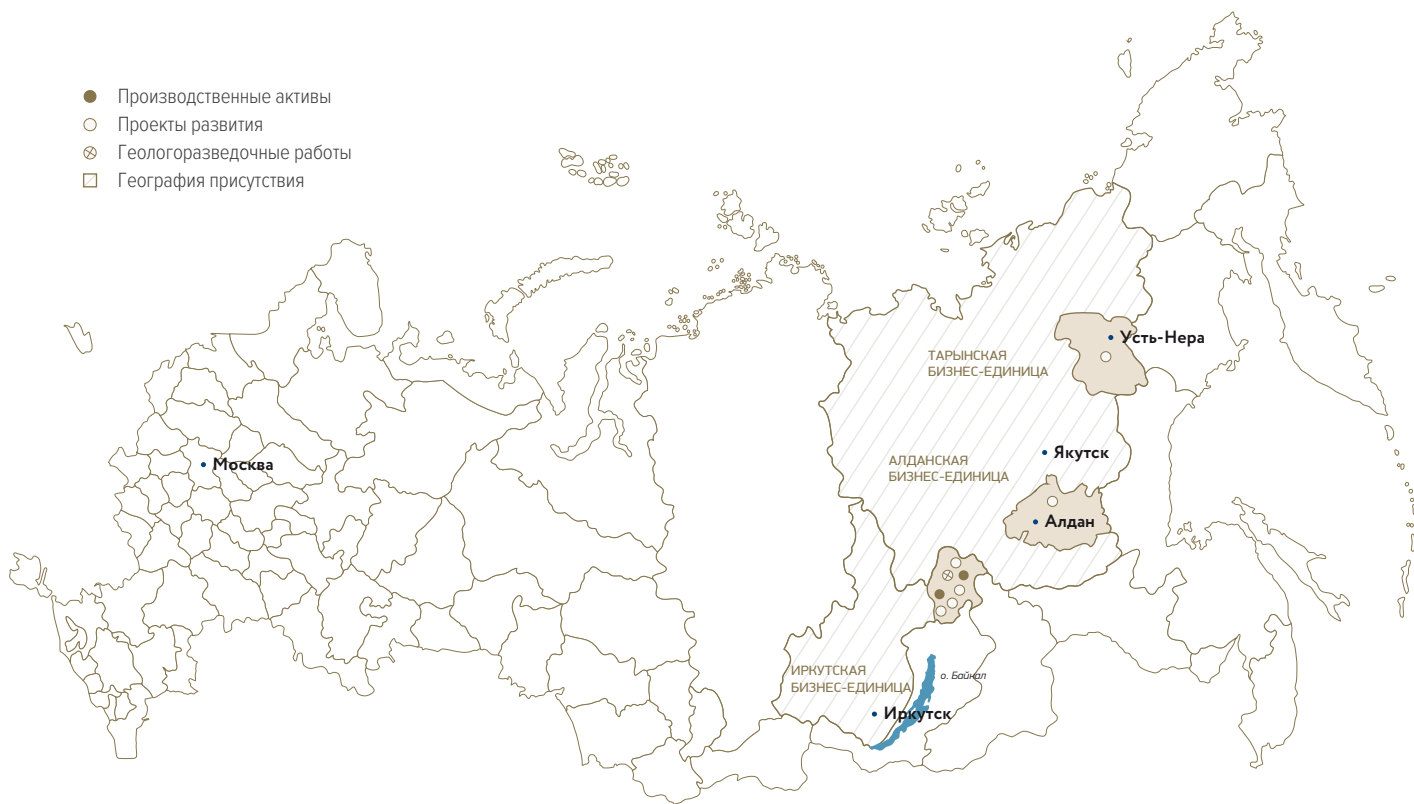 Производственные активы
Проекты развития
Геологоразведочные работы
География присутствия
Усть-Нера
ТАРЫНСКАЯ
БИЗНЕС-ЕДИНИЦА
Якутск
АЛДАНСКАЯ
БИЗНЕС-ЕДИНИЦА
Москва
Алдан
ИРКУТСКАЯ
БИЗНЕС-ЕДИНИЦА
о. Байкал
Иркутск